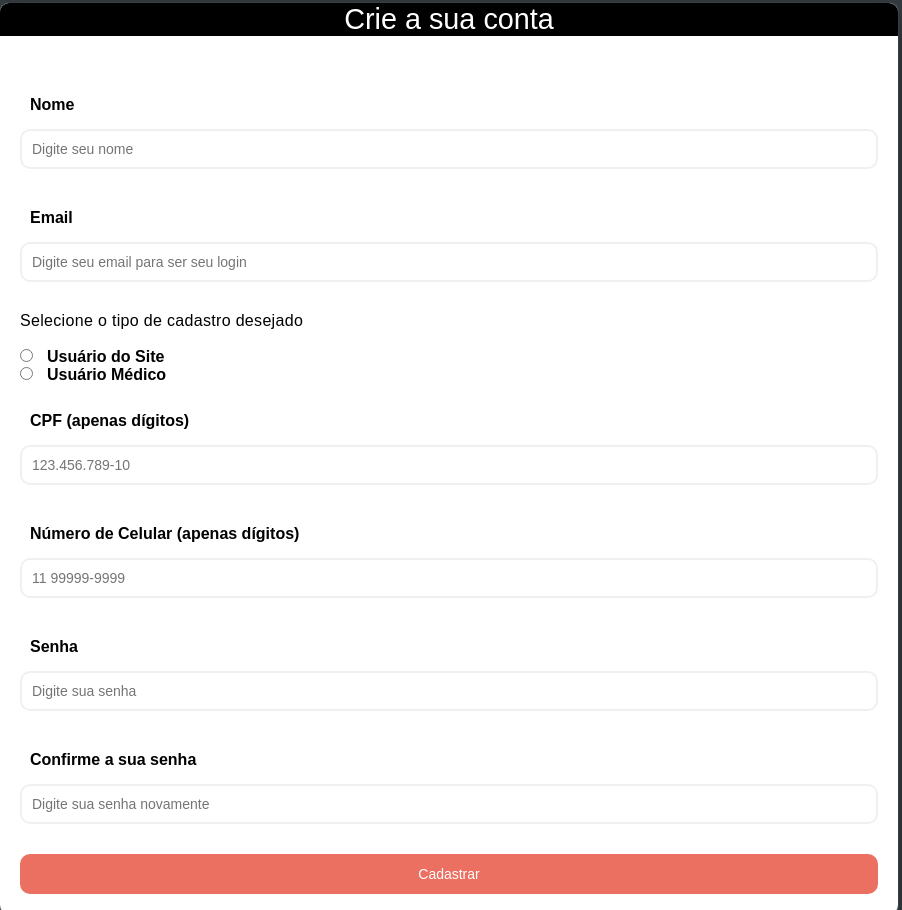 Crie a sua conta
Nome
Digite seu nome
Email
Digite seu email para ser seu login
Selecione o tipo de cadastro desejado
Usuário do Site
Usuário Médico
CPF (apenas dígitos)
123.456.789-10
Número de Celular (apenas dígitos)
11 99999-9999
Senha
Digite sua senha
Confirme a sua senha
Digite sua senha novamente
Cadastrar